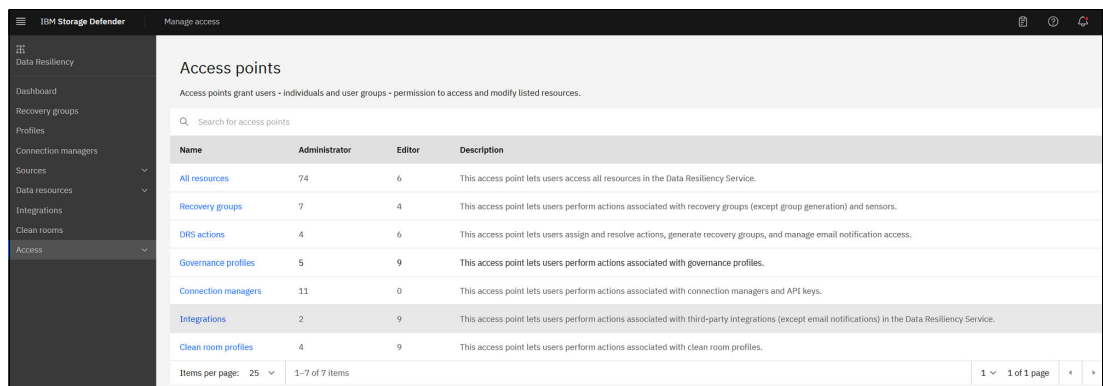 IBM Storage Defender
Manage access
Data Resiliency
Dashboard
Recovery groups
Profiles
Connection managers
Sources
Data resources
Integrations
Clean rooms
Access
Access points
Access points grant users - individuals and user groups - permission to access and modify listed resources.
Search for access points
Name Administrator Editor Description
All resources 74 6 This access point lets users access all resources in the Data Resiliency Service.
Recovery groups 7 4 This access point lets users perform actions associated with recovery groups (except group generation) and sensors.
DRS actions 4 6 This access point lets users assign and resolve actions, generate recovery groups, and manage email notification access.
Governance profiles 5 9 This access point lets users perform actions associated with governance profiles.
Connection managers 11 0 This access point lets users perform actions associated with connection managers and API keys.
Integrations 2 9 This access point lets users perform actions associated with third-party integrations (except email notifications) in the Data Resiliency Service.
Clean room profiles 4 9 This access point lets users perform actions associated with clean room profiles.
Items per page: 25 1–7 of 7 items 1 1 of 1 page